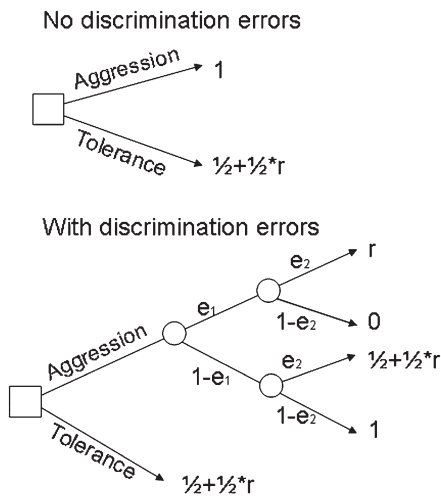 No discrimination errors
Aggression
1
Tolerance
½+½*r
With discrimination errors
r
e₂
e₁
1-e₂
0
Aggression
e₂
½+½*r
1-e₁
1-e₂
1
Tolerance
½+½*r